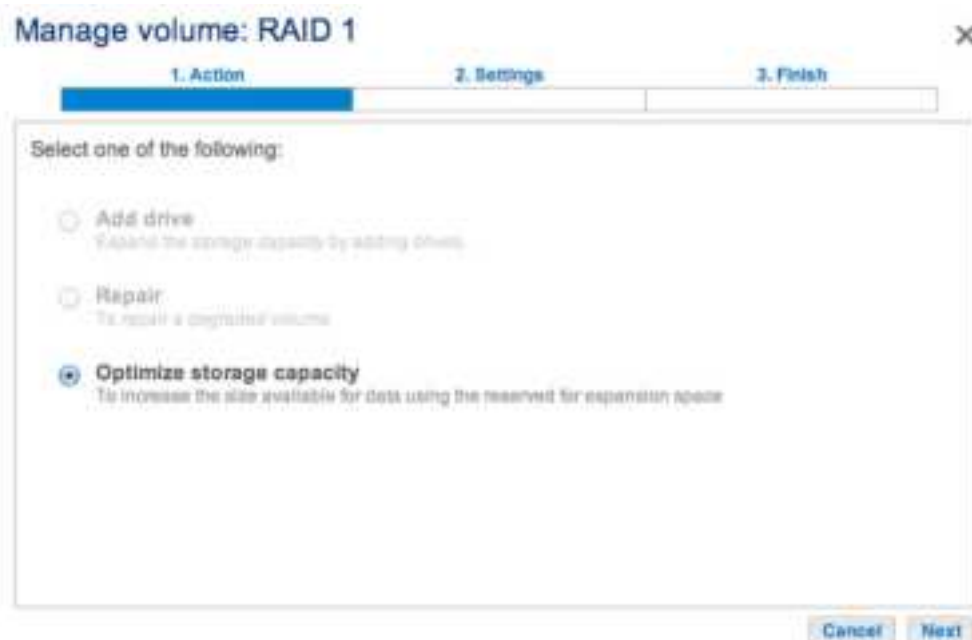 Manage volume: RAID 1
1. Action
2. Settings
3. Finish
Select one of the following:
Add drive
Expand the storage capacity by adding drives
Repair
To repair a degraded volume
Optimize storage capacity
To increase the size available for data using the reserved for expansion space
Cancel
Next